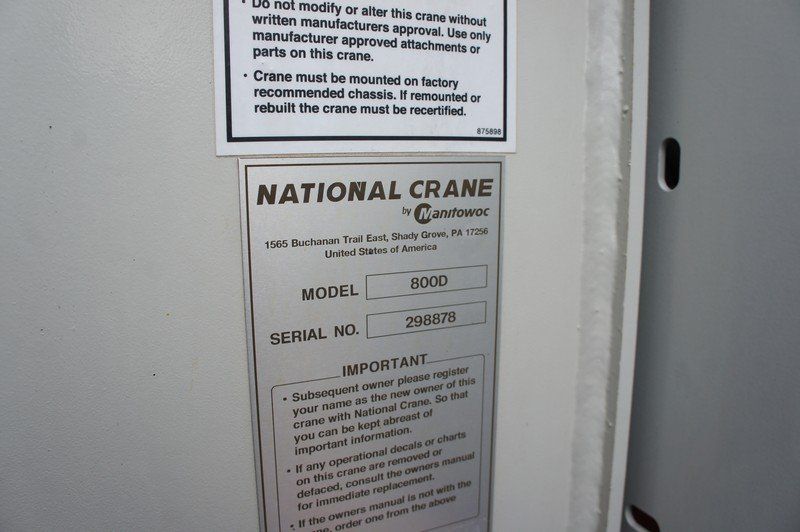 • Do not modify or alter this crane without
written manufacturers approval. Use only
manufacturer approved attachments or
parts on this crane.
• Crane must be mounted on factory
recommended chassis. If remounted or
rebuilt the crane must be recertified.
875898
NATIONAL CRANE
by Manitowoc
1565 Buchanan Trail East, Shady Grove, PA 17256
United States of America
MODEL 800D
SERIAL NO. 298878
IMPORTANT
• Subsequent owner please register
your name as the new owner of this
crane with National Crane. So that
you can be kept abreast of
important information.
• If any operational decals or charts
on this crane are removed or
defaced, consult the owners manual
for immediate replacement.
• If the owners manual is not with the
order one from the above